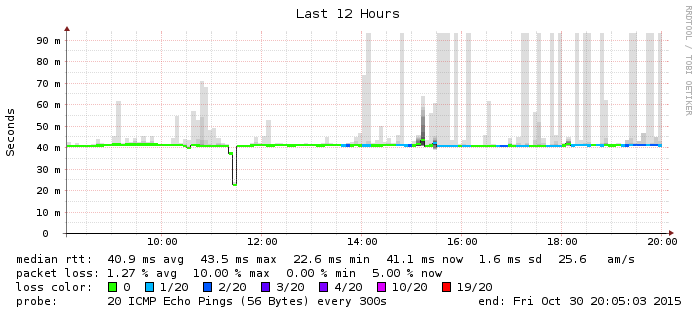 Last 12 Hours
RRDTOOL / TOBI OETIKER
Seconds
90 m
80 m
70 m
60 m
50 m
40 m
30 m
20 m
10 m
0
10:00 12:00 14:00 16:00 18:00 20:00
median rtt: 40.9 ms avg 43.5 ms max 22.6 ms min 41.1 ms now 1.6 ms sd 25.6 am/s
packet loss: 1.27 % avg 10.00 % max 0.00 % min 5.00 % now
loss color: 0 1/20 2/20 3/20 4/20 10/20 19/20
probe: 20 ICMP Echo Pings (56 Bytes) every 300s end: Fri Oct 30 20:05:03 2015